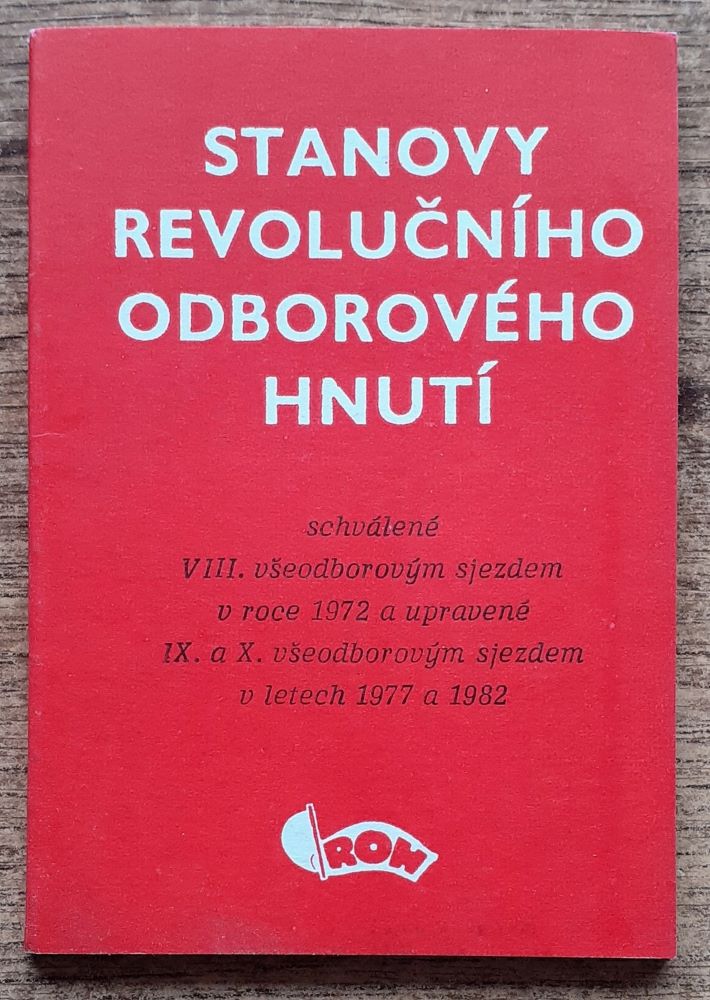 STANOVY
REVOLUČNÍHO
ODBOROVÉHO
HNUTÍ
schválené
VIII. všeodborovým sjezdem
v roce 1972 a upravené
IX. a X. všeodborovým sjezdem
v letech 1977 a 1982
ROH